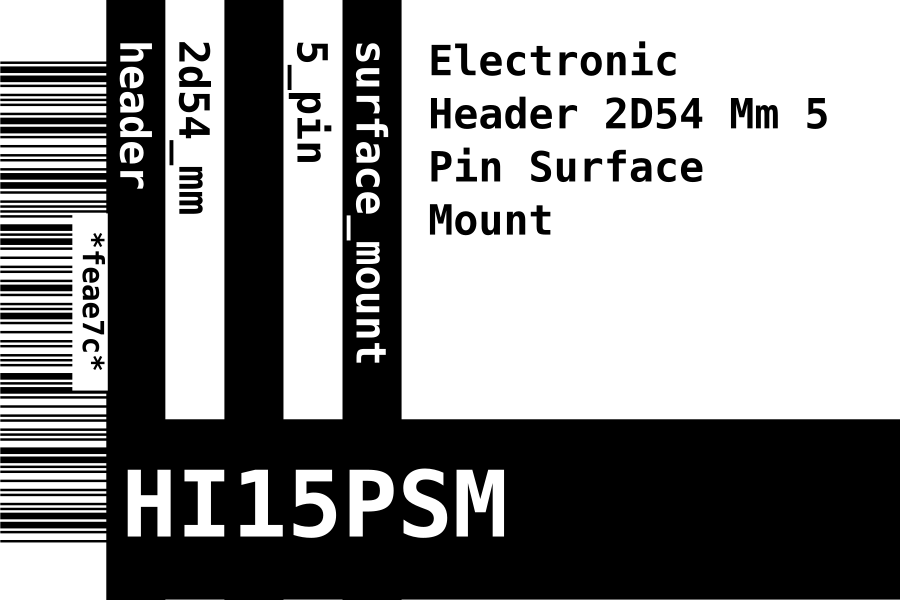 *feae7c*
header
2d54_mm
5_pin
surface_mount
Electronic
Header 2D54 Mm 5
Pin Surface
Mount
HI15PSM